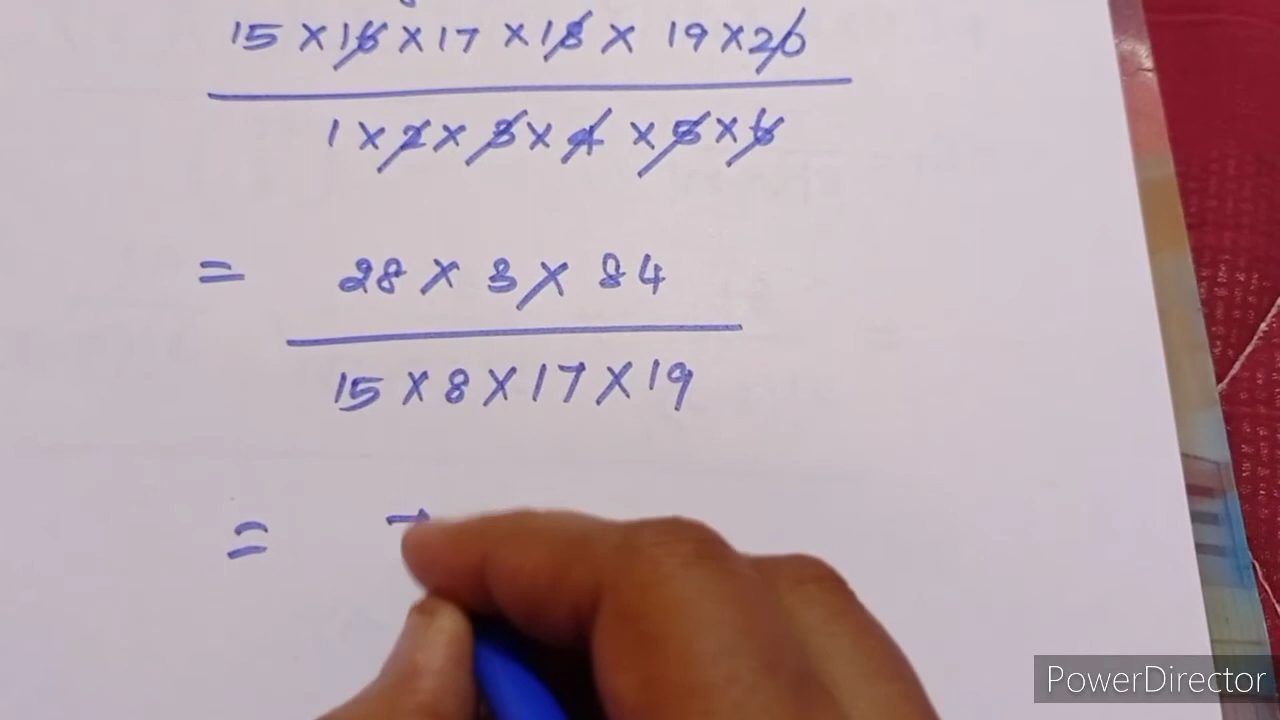 15 × 16 × 17 × 18 × 19 × 20
1 × 2 × 3 × 4 × 5 × 6
= 28 × 3 × 84
15 × 8 × 17 × 19
=
PowerDirector